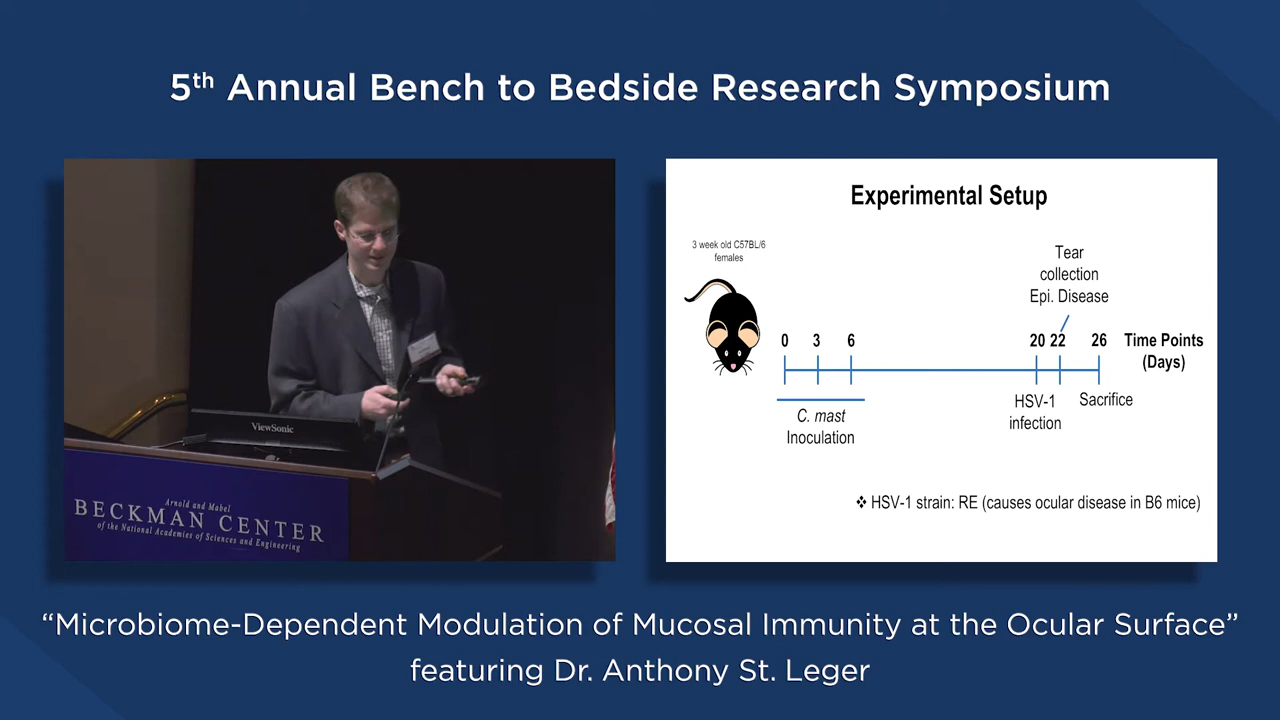 5th Annual Bench to Bedside Research Symposium
ViewSonic
Arnold and Mabel
BECKMAN CENTER
of the National Academies of Sciences and Engineering
Experimental Setup
3 week old C57BL/6
females
Tear
collection
Epi. Disease
0 3 6 20 22 26 Time Points
(Days)
C. mast
Inoculation
HSV-1
infection
Sacrifice
❖ HSV-1 strain: RE (causes ocular disease in B6 mice)
“Microbiome-Dependent Modulation of Mucosal Immunity at the Ocular Surface”
featuring Dr. Anthony St. Leger